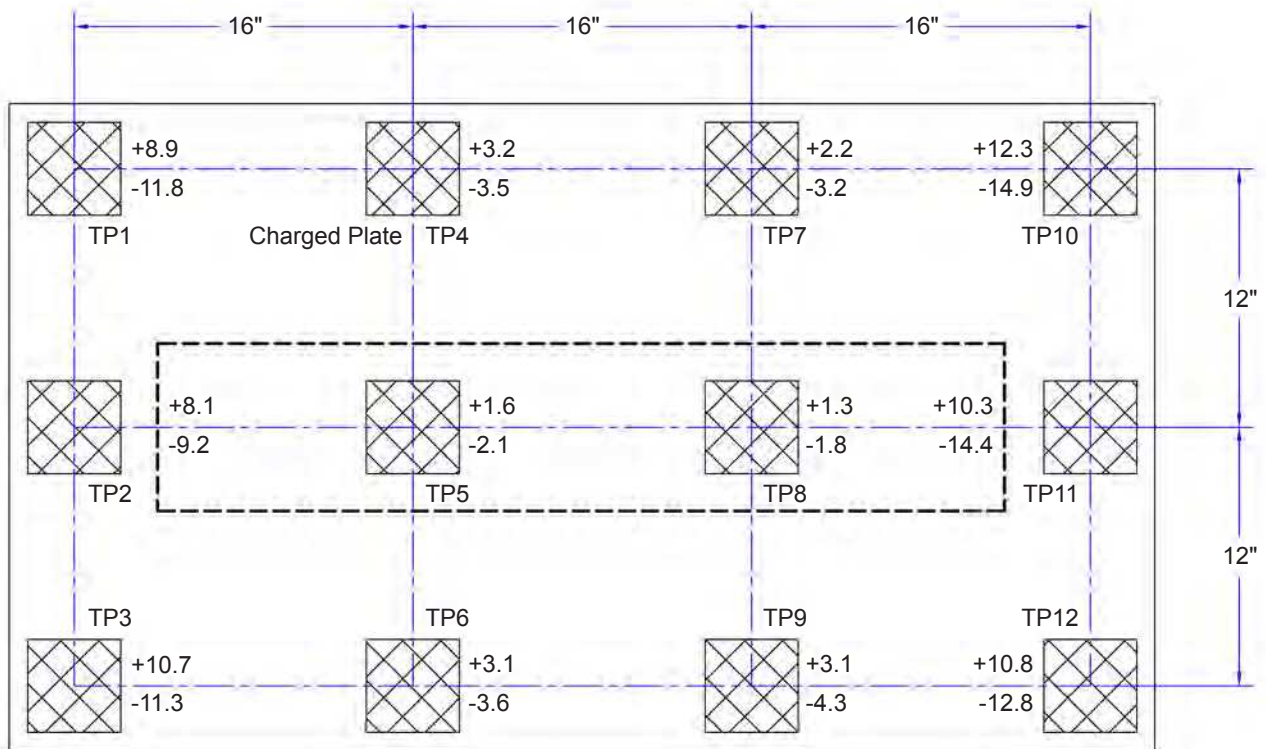 16" 16" 16"
+8.9 +3.2 +2.2 +12.3
-11.8 -3.5 -3.2 -14.9
TP1 Charged Plate TP4 TP7 TP10
12"
+8.1 +1.6 +1.3 +10.3
-9.2 -2.1 -1.8 -14.4
TP2 TP5 TP8 TP11
12"
TP3 TP6 TP9 TP12
+10.7 +3.1 +3.1 +10.8
-11.3 -3.6 -4.3 -12.8